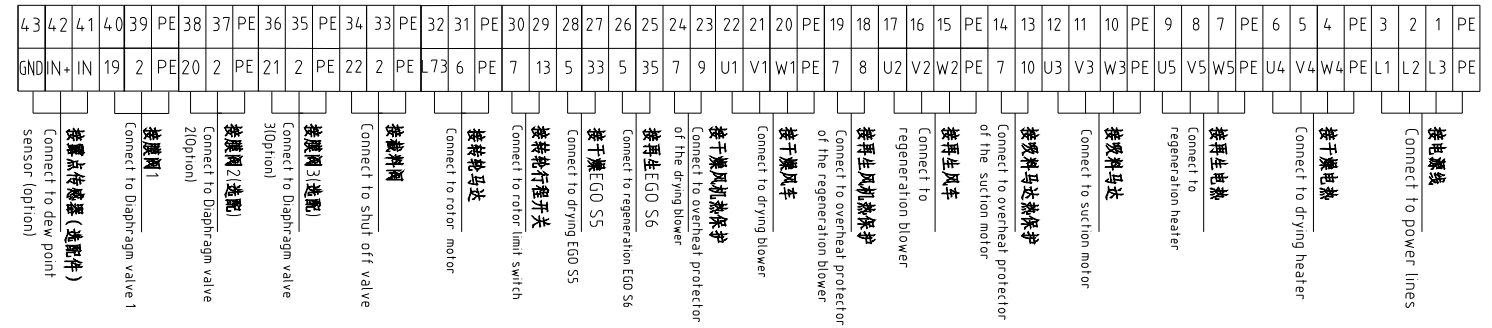 43 42 41 40 39 PE 38 37 PE 36 35 PE 34 33 PE 32 31 PE 30 29 28 27 26 25 24 23 22 21 20 PE 19 18 17 16 15 PE 14 13 12 11 10 PE 9 8 7 PE 6 5 4 PE 3 2 1 PE
GND IN+ IN 19 2 PE 20 2 PE 21 2 PE 22 2 PE L73 6 PE 7 13 5 33 5 35 7 9 U1 V1 W1 PE 7 8 U2 V2 W2 PE 7 10 U3 V3 W3 PE U5 V5 W5 PE U4 V4 W4 PE L1 L2 L3 PE
接露点传感器(选配件)
Connect to dew point
sensor (option)
接膜阀1
Connect to Diaphragm valve 1
接膜阀2(选配)
Connect to Diaphragm valve
2(Option)
接膜阀3(选配)
Connect to Diaphragm valve
3(Option)
接截料阀
Connect to shut off valve
接转轮马达
Connect to rotor motor
接转轮行程开关
Connect to rotor limit switch
接干燥EGO S5
Connect to drying EGO S5
接再生EGO S6
Connect to regeneration EGO S6
接干燥风机热保护
Connect to overheat protector
of the drying blower
接干燥风车
Connect to drying blower
接再生风机热保护
Connect to overheat protector
of the regeneration blower
接再生风车
Connect to
regeneration blower
接吸料马达热保护
Connect to overheat protector
of the suction motor
接吸料马达
Connect to suction motor
接再生电热
Connect to
regeneration heater
接干燥电热
Connect to drying heater
接电源线
Connect to power lines